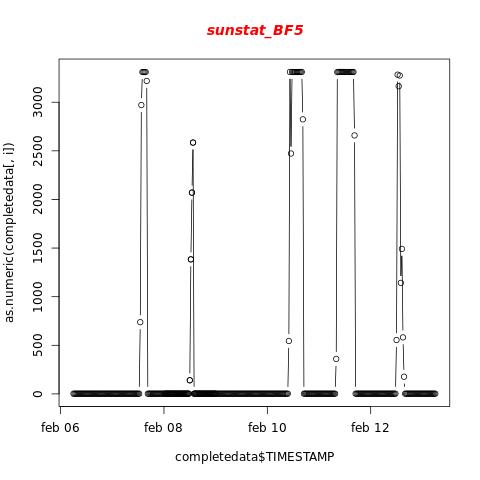 sunstat_BF5
as.numeric(completedata[, i])
3000
2500
2000
1500
1000
500
0
feb 06
feb 08
feb 10
feb 12
completedata$TIMESTAMP